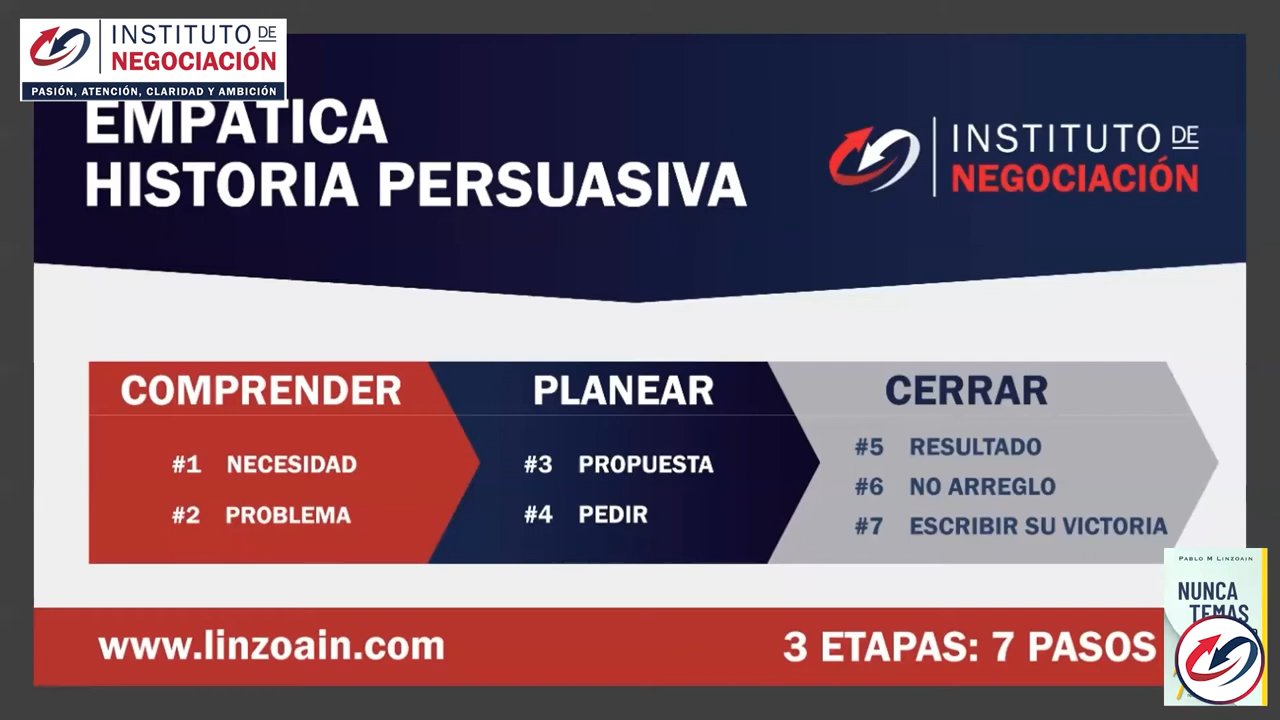 INSTITUTO DE
NEGOCIACIÓN
PASIÓN, ATENCIÓN, CLARIDAD Y AMBICIÓN
EMPÁTICA
HISTORIA PERSUASIVA
INSTITUTO DE
NEGOCIACIÓN
COMPRENDER
#1 NECESIDAD
#2 PROBLEMA
PLANEAR
#3 PROPUESTA
#4 PEDIR
CERRAR
#5 RESULTADO
#6 NO ARREGLO
#7 ESCRIBIR SU VICTORIA
www.linzoain.com
3 ETAPAS: 7 PASOS
PABLO M LINZOAIN
NUNCA
TEMAS